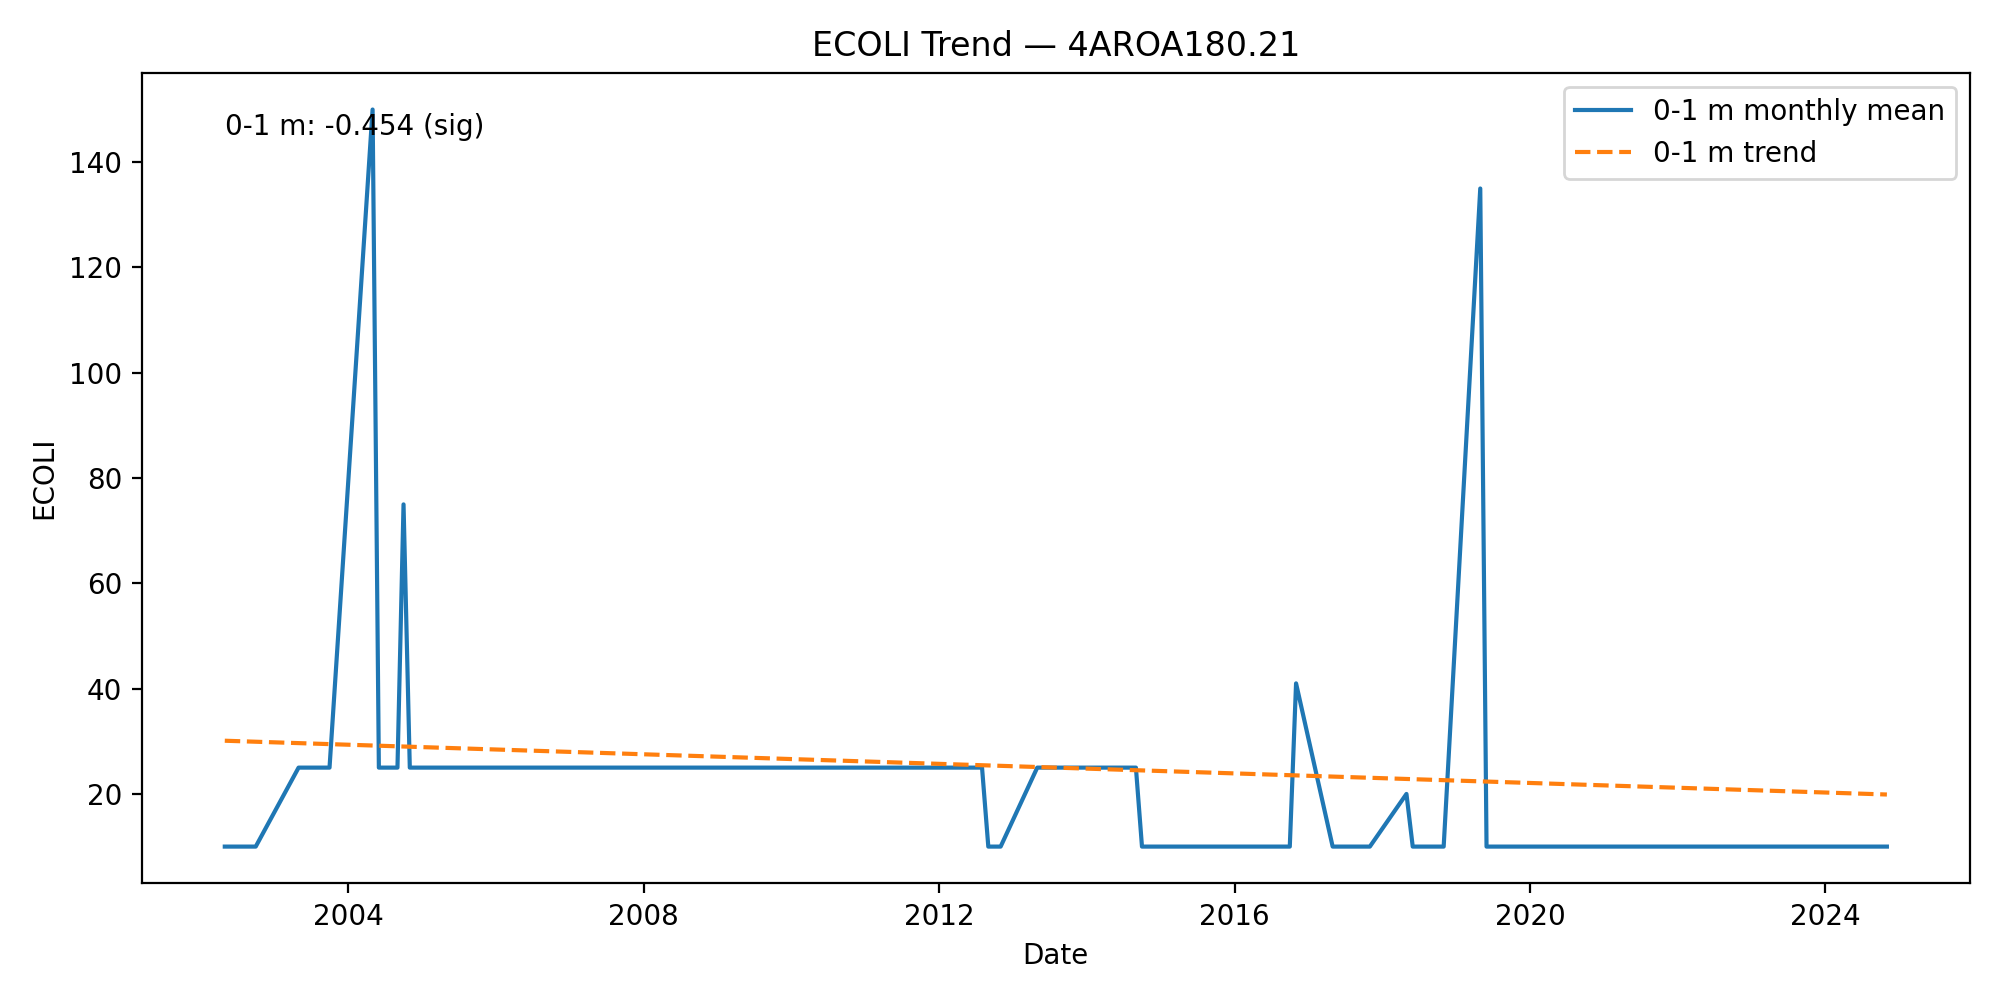 ECOLI Trend — 4AROA180.21
0-1 m: -0.454 (sig)
0-1 m monthly mean
0-1 m trend
140
120
100
80
60
40
20
ECOLI
2004
2008
2012
2016
2020
2024
Date